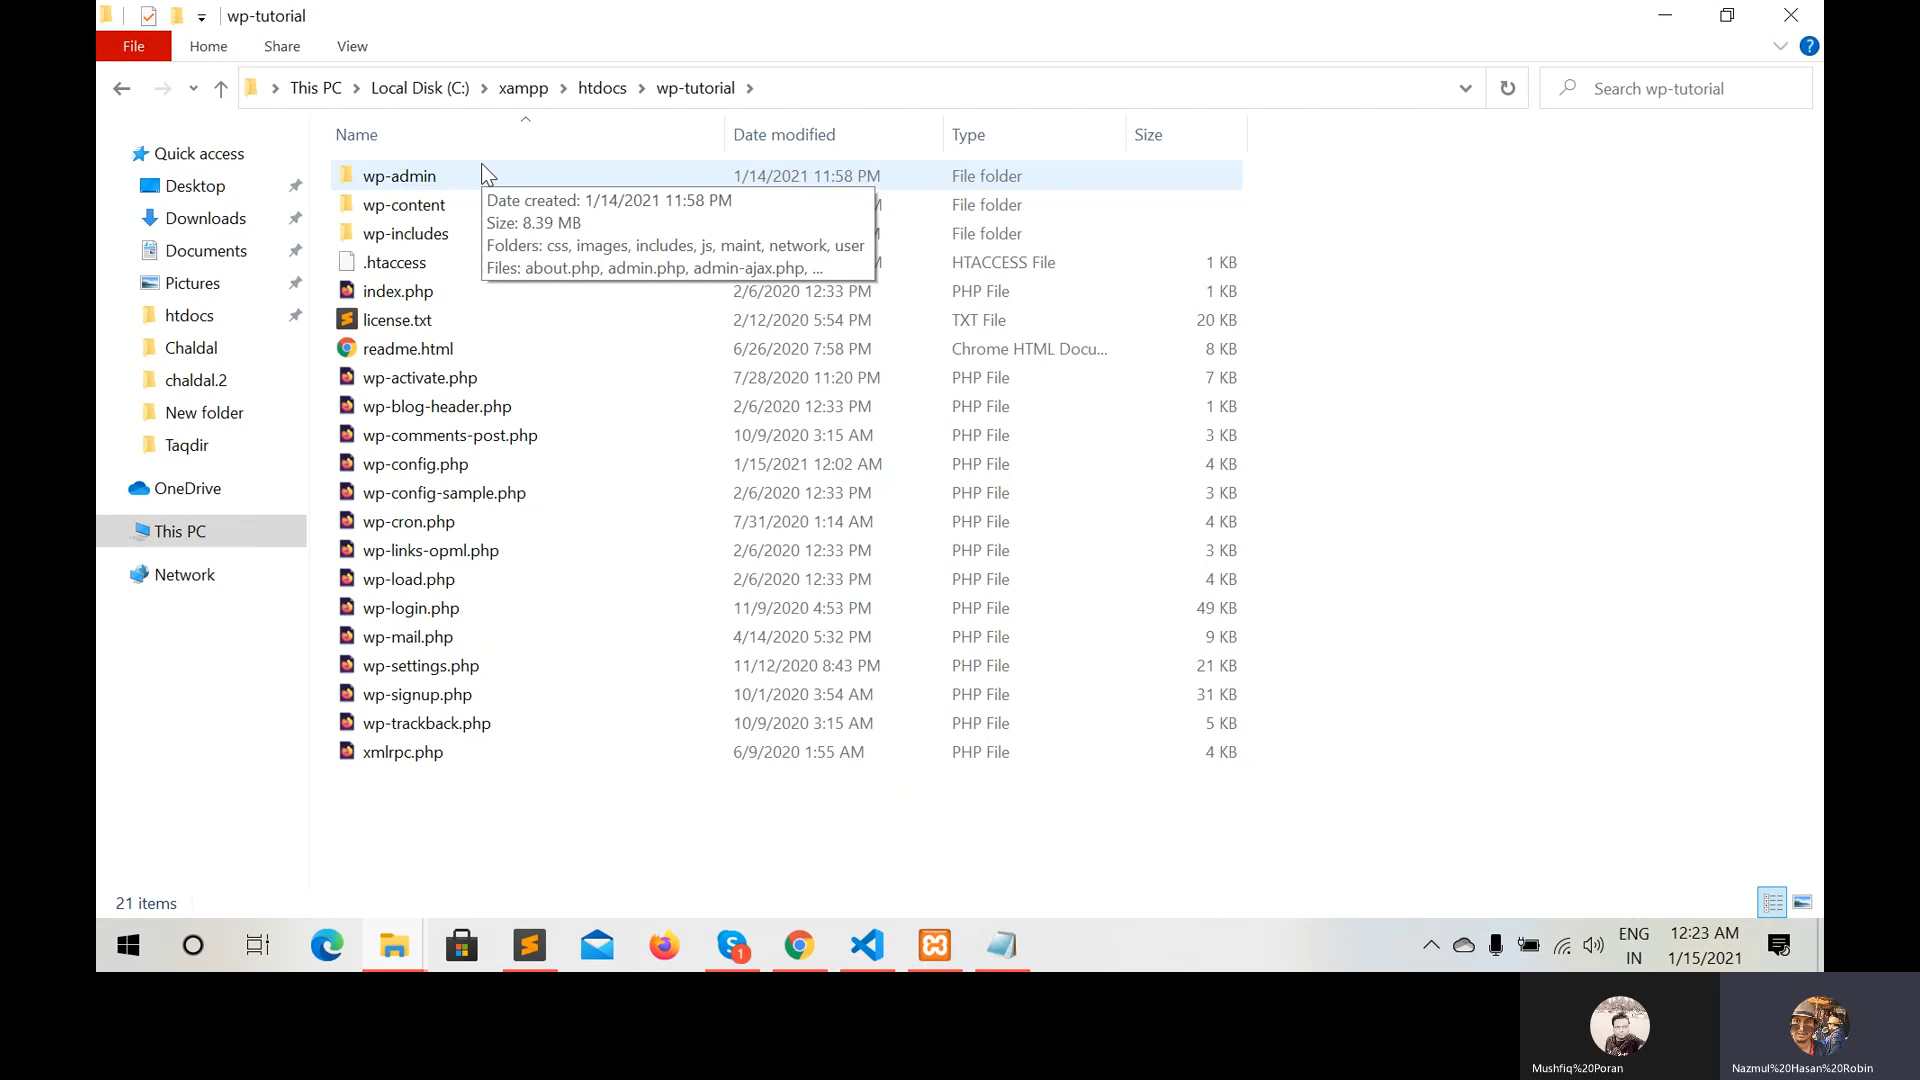 wp-tutorial
File Home Share View
This PC Local Disk (C:) xampp htdocs wp-tutorial
Search wp-tutorial
Name Date modified Type Size
Quick access
Desktop
Downloads
Documents
Pictures
htdocs
Chaldal
chaldal.2
New folder
Taqdir
OneDrive
This PC
Network
wp-admin 1/14/2021 11:58 PM File folder
wp-content File folder
wp-includes File folder
.htaccess HTACCESS File 1 KB
Date created: 1/14/2021 11:58 PM
Size: 8.39 MB
Folders: css, images, includes, js, maint, network, user
Files: about.php, admin.php, admin-ajax.php, ...
index.php 2/6/2020 12:33 PM PHP File 1 KB
license.txt 2/12/2020 5:54 PM TXT File 20 KB
readme.html 6/26/2020 7:58 PM Chrome HTML Docu... 8 KB
wp-activate.php 7/28/2020 11:20 PM PHP File 7 KB
wp-blog-header.php 2/6/2020 12:33 PM PHP File 1 KB
wp-comments-post.php 10/9/2020 3:15 AM PHP File 3 KB
wp-config.php 1/15/2021 12:02 AM PHP File 4 KB
wp-config-sample.php 2/6/2020 12:33 PM PHP File 3 KB
wp-cron.php 7/31/2020 1:14 AM PHP File 4 KB
wp-links-opml.php 2/6/2020 12:33 PM PHP File 3 KB
wp-load.php 2/6/2020 12:33 PM PHP File 4 KB
wp-login.php 11/9/2020 4:53 PM PHP File 49 KB
wp-mail.php 4/14/2020 5:32 PM PHP File 9 KB
wp-settings.php 11/12/2020 8:43 PM PHP File 21 KB
wp-signup.php 10/1/2020 3:54 AM PHP File 31 KB
wp-trackback.php 10/9/2020 3:15 AM PHP File 5 KB
xmlrpc.php 6/9/2020 1:55 AM PHP File 4 KB
21 items
1
ENG
IN
12:23 AM
1/15/2021
Mushfiq%20Poran
Nazmul%20Hasan%20Robin